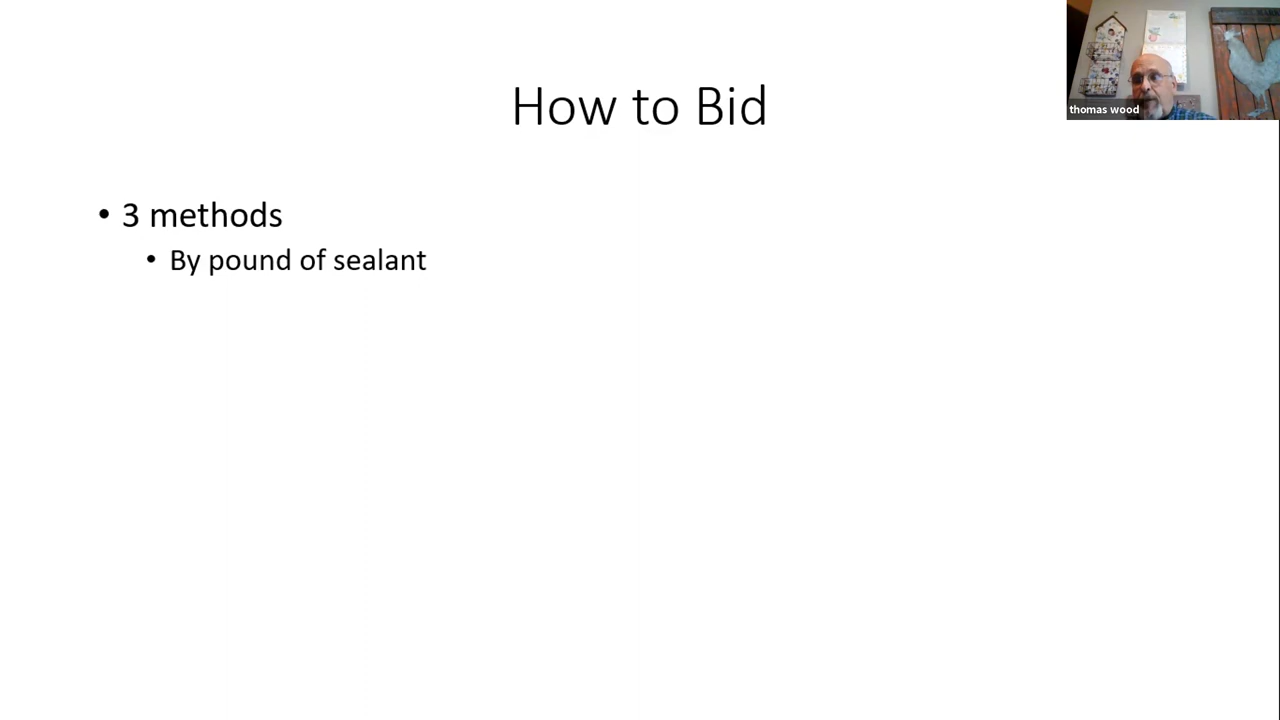 How to Bid
thomas wood
• 3 methods
• By pound of sealant